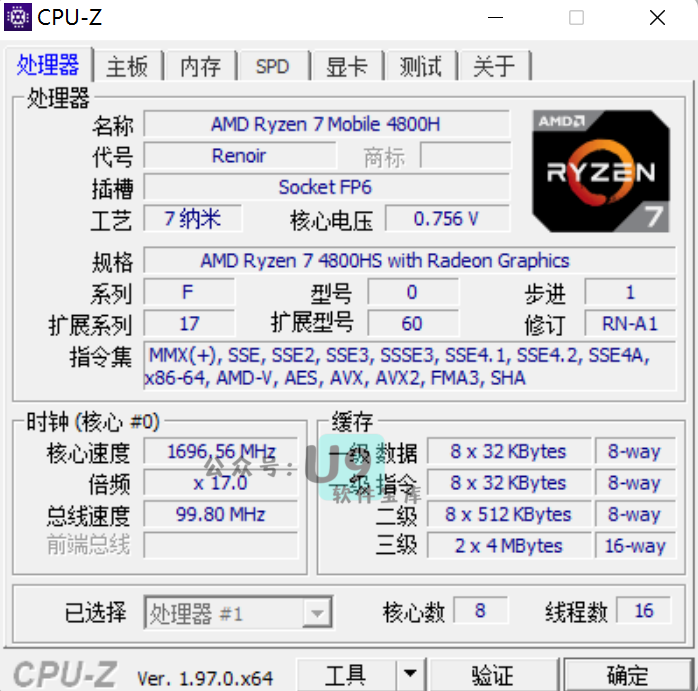 CPU-Z
处理器 主板 内存 SPD 显卡 测试 关于
处理器
名称 AMD Ryzen 7 Mobile 4800H
代号 Renoir 商标
插槽 Socket FP6
工艺 7 纳米 核心电压 0.756 V
AMD
RYZEN
7
规格 AMD Ryzen 7 4800HS with Radeon Graphics
系列 F 型号 0 步进 1
扩展系列 17 扩展型号 60 修订 RN-A1
指令集 MMX(+), SSE, SSE2, SSE3, SSSE3, SSE4.1, SSE4.2, SSE4A,
x86-64, AMD-V, AES, AVX, AVX2, FMA3, SHA
时钟 (核心 #0) 缓存
核心速度 1696.56 MHz 一级 数据 8 x 32 KBytes 8-way
公众号：U9
软件宝库
倍频 x 17.0 一级 指令 8 x 32 KBytes 8-way
总线速度 99.80 MHz 二级 8 x 512 KBytes 8-way
前端总线 三级 2 x 4 MBytes 16-way
已选择 处理器 #1 核心数 8 线程数 16
CPU-Z Ver. 1.97.0.x64 工具 验证 确定